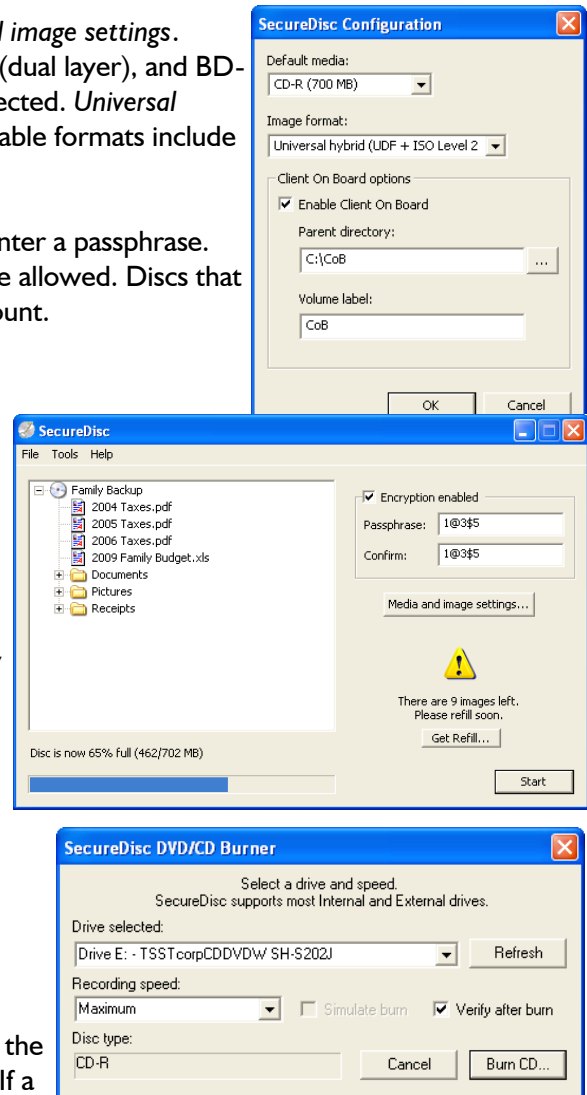 d image settings.
(dual layer), and BD-
ected. Universal
able formats include
nter a passphrase.
e allowed. Discs that
ount.
SecureDisc Configuration
Default media:
CD-R (700 MB)
Image format:
Universal hybrid (UDF + ISO Level 2
Client On Board options
Enable Client On Board
Parent directory:
C:\CoB
...
Volume label:
CoB
OK Cancel
SecureDisc
File Tools Help
Family Backup
2004 Taxes.pdf
2005 Taxes.pdf
2006 Taxes.pdf
2009 Family Budget.xls
Documents
Pictures
Receipts
Disc is now 65% full (462/702 MB)
Encryption enabled
Passphrase: 1@3$5
Confirm: 1@3$5
Media and image settings...
There are 9 images left.
Please refill soon.
Get Refill...
Start
SecureDisc DVD/CD Burner
Select a drive and speed.
SecureDisc supports most Internal and External drives.
Drive selected:
Drive E: - TSSTcorpCDDVDW SH-S202J Refresh
Recording speed:
Maximum Simulate burn Verify after burn
Disc type:
CD-R Cancel Burn CD...
the
If a